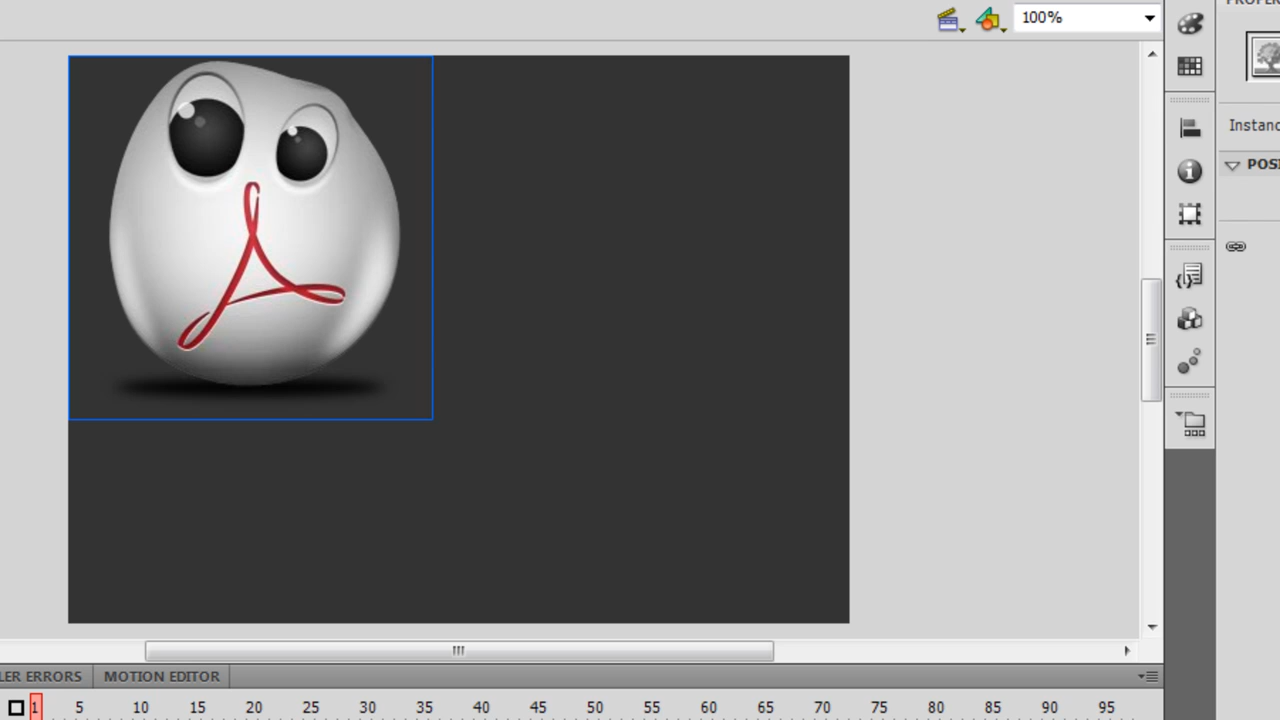 PROPER
100%
Instanc
POSI
LER ERRORS MOTION EDITOR
1 5 10 15 20 25 30 35 40 45 50 55 60 65 70 75 80 85 90 95